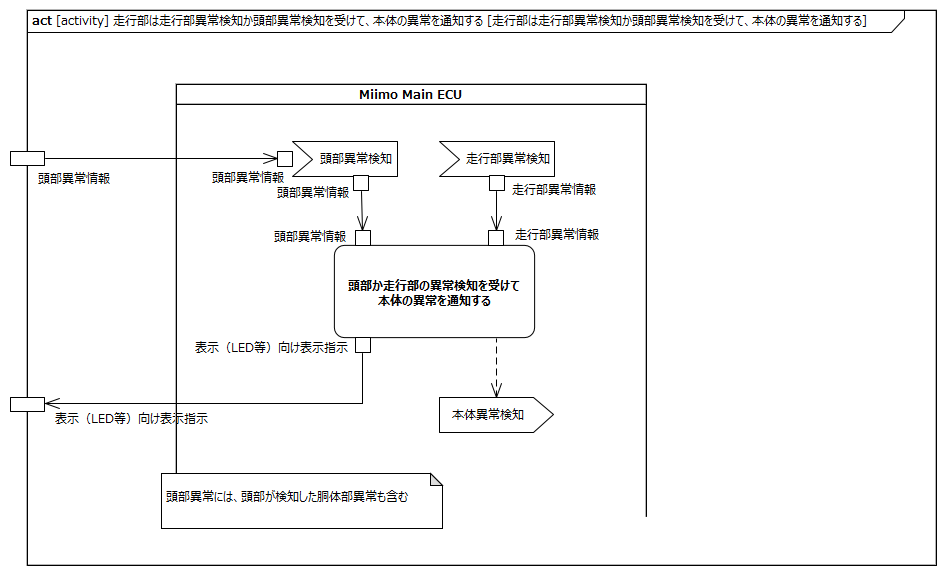 act [activity] 走行部は走行部異常検知か頭部異常検知を受けて、本体の異常を通知する [走行部は走行部異常検知か頭部異常検知を受けて、本体の異常を通知する]
Miimo Main ECU
頭部異常検知
走行部異常検知
頭部異常情報
頭部異常情報
頭部異常情報
走行部異常情報
頭部異常情報
走行部異常情報
頭部か走行部の異常検知を受けて
本体の異常を通知する
表示（LED等）向け表示指示
表示（LED等）向け表示指示
本体異常検知
頭部異常には、頭部が検知した胴体部異常も含む